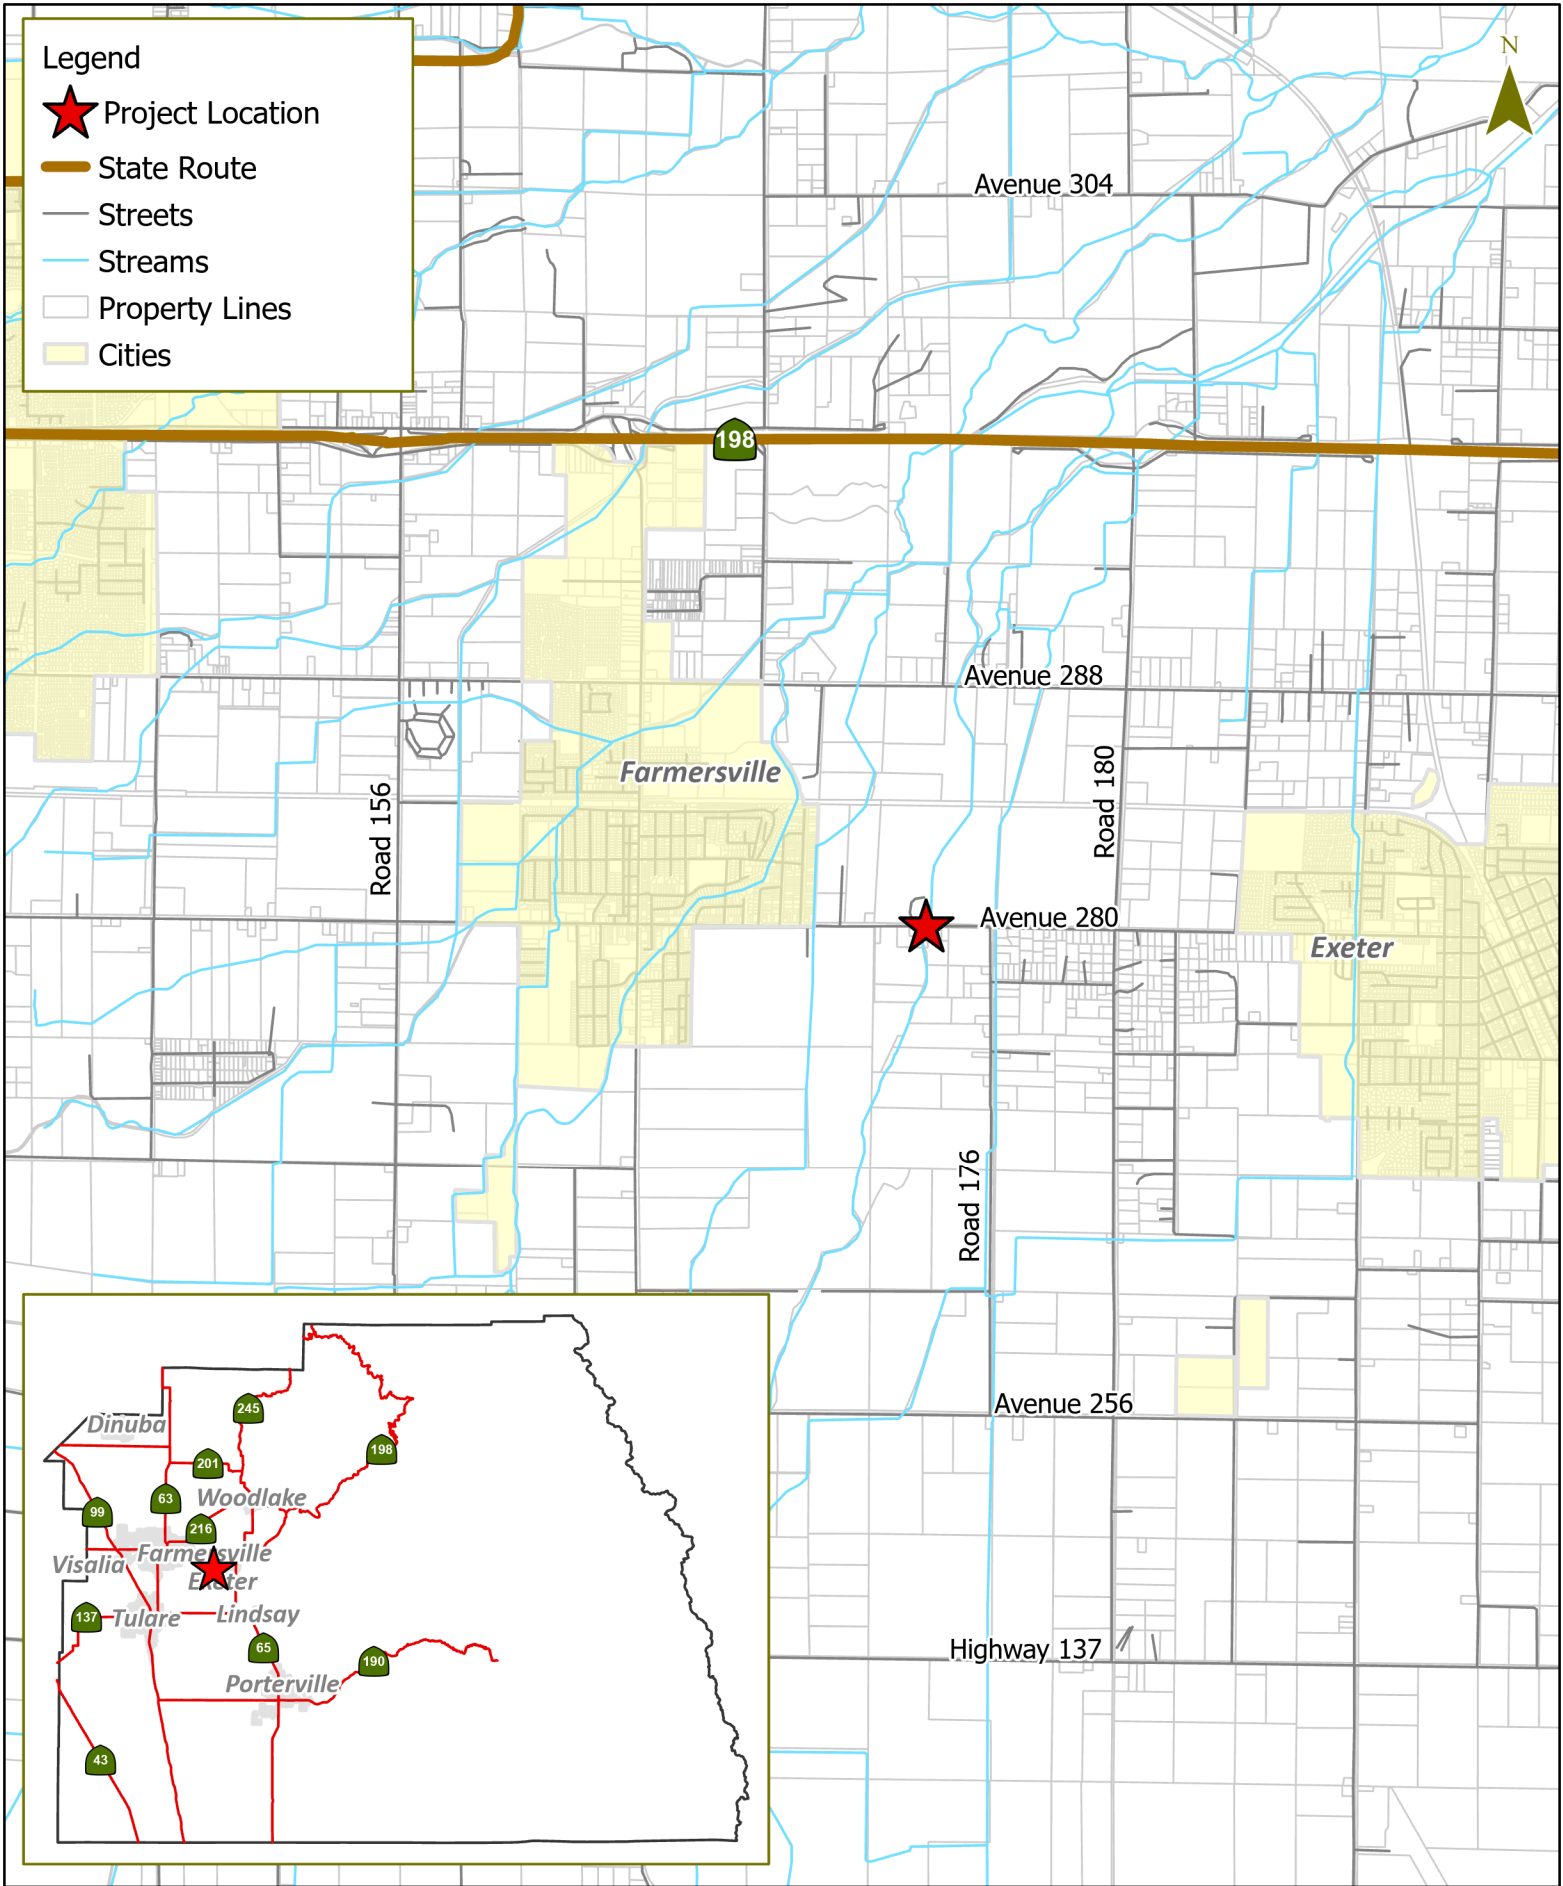 Legend
Project Location
State Route
Streets
Streams
Property Lines
Cities
N
Avenue 304
198
Avenue 288
Farmersville
Road 156
Road 180
Avenue 280
Exeter
Road 176
Avenue 256
Highway 137
Dinuba
245
198
201
63
Woodlake
99
216
Farmersville
Visalia
Exeter
137
Tulare
Lindsay
65
190
Porterville
43